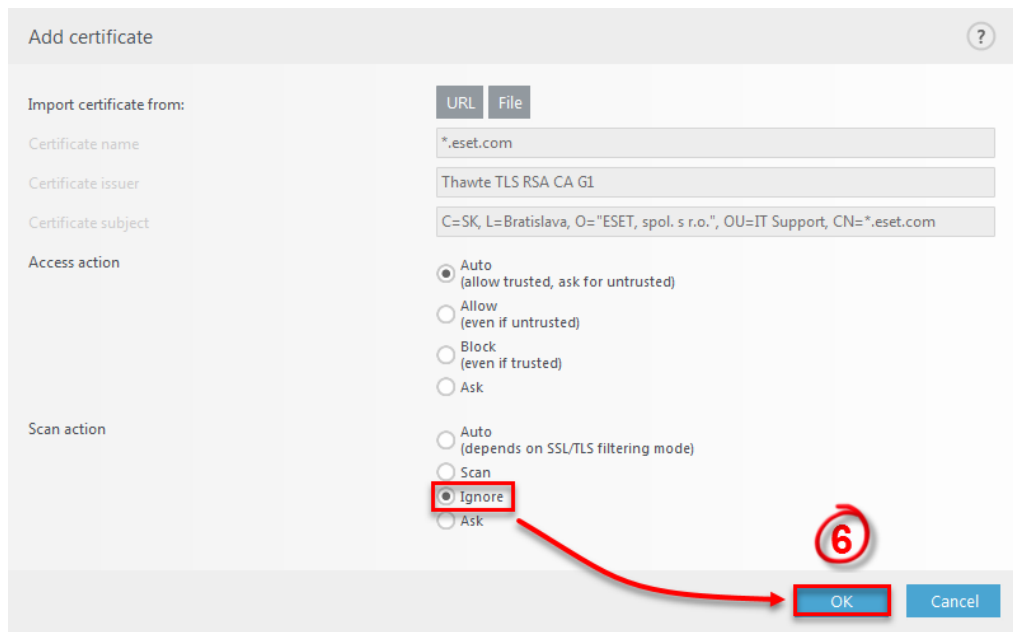 Add certificate
?
Import certificate from:
URL File
Certificate name
*.eset.com
Certificate issuer
Thawte TLS RSA CA G1
Certificate subject
C=SK, L=Bratislava, O="ESET, spol. s r.o.", OU=IT Support, CN=*.eset.com
Access action
Auto
(allow trusted, ask for untrusted)
Allow
(even if untrusted)
Block
(even if trusted)
Ask
Scan action
Auto
(depends on SSL/TLS filtering mode)
Scan
Ignore
Ask
6
OK
Cancel